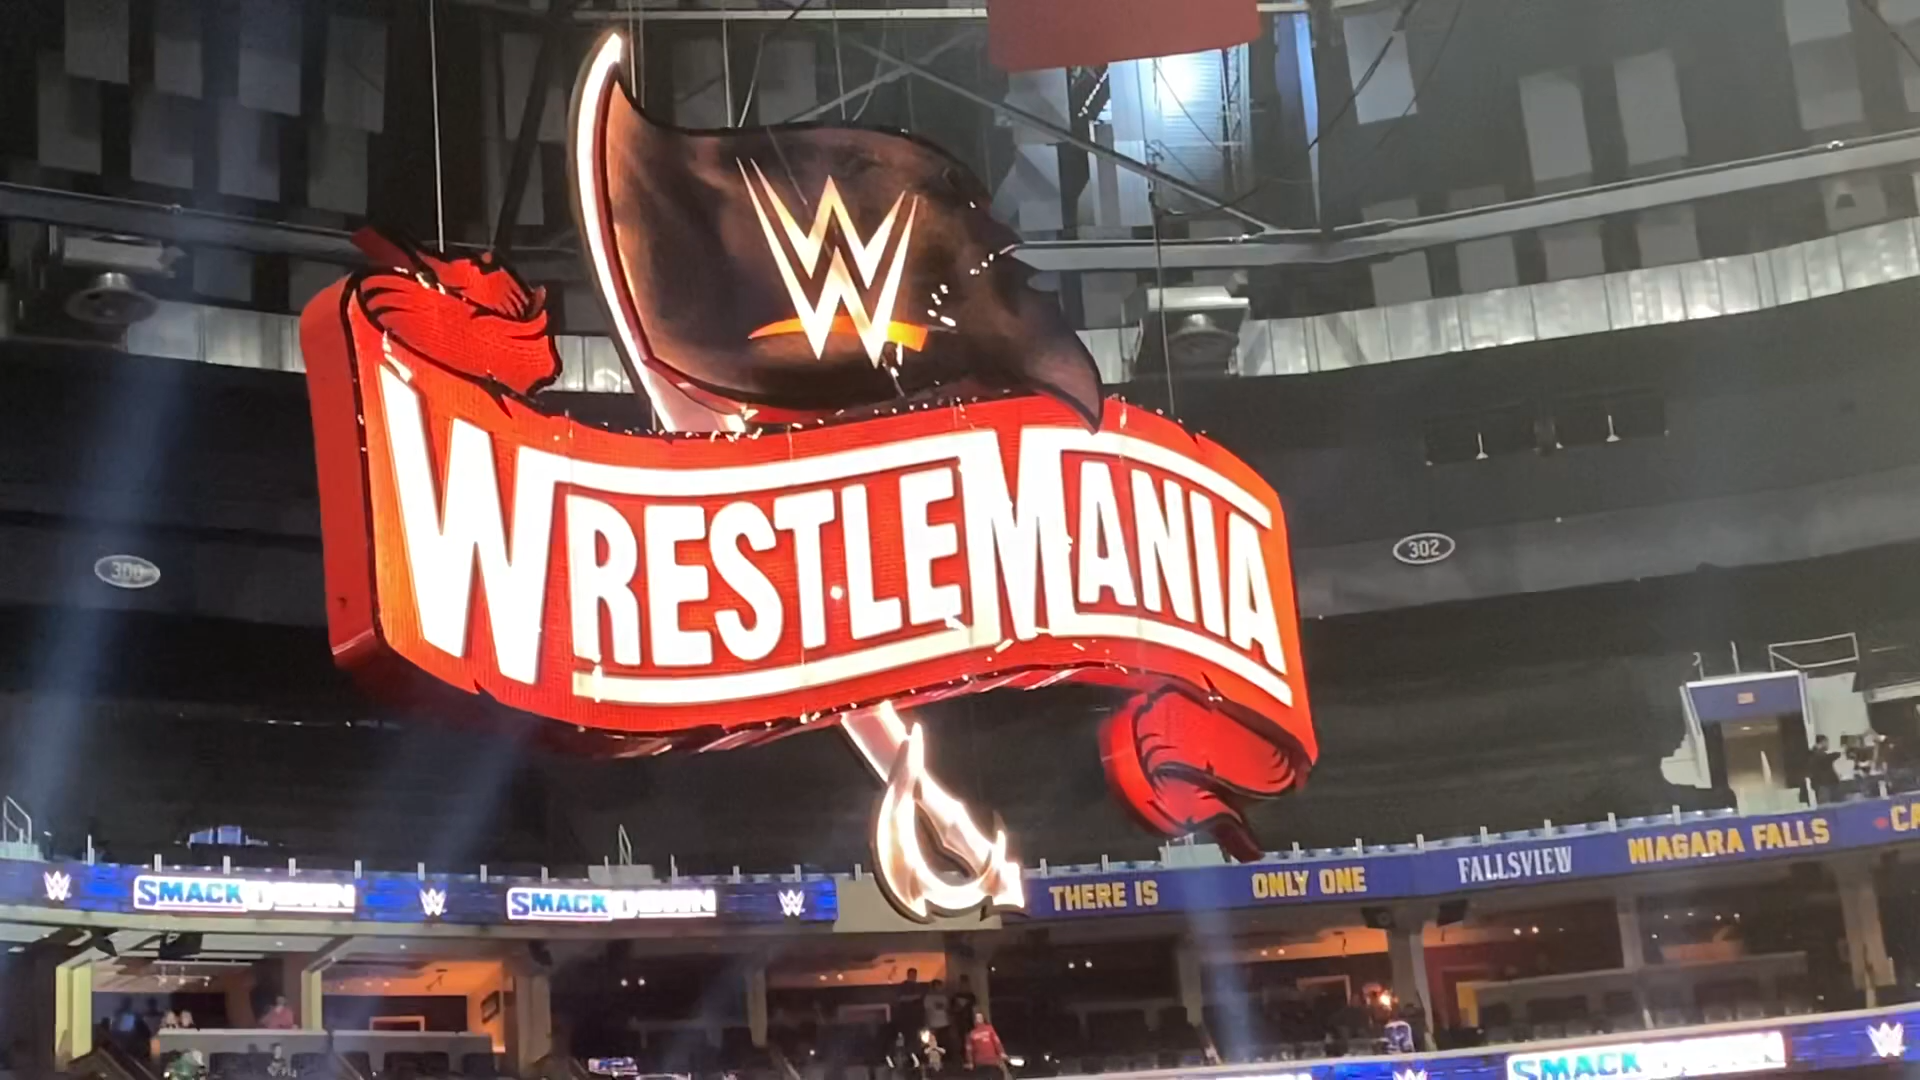 W
WRESTLEMANIA
300
302
W SMACKDOWN W SMACKDOWN W
THERE IS ONLY ONE FALLSVIEW NIAGARA FALLS
SMACKDOWN W